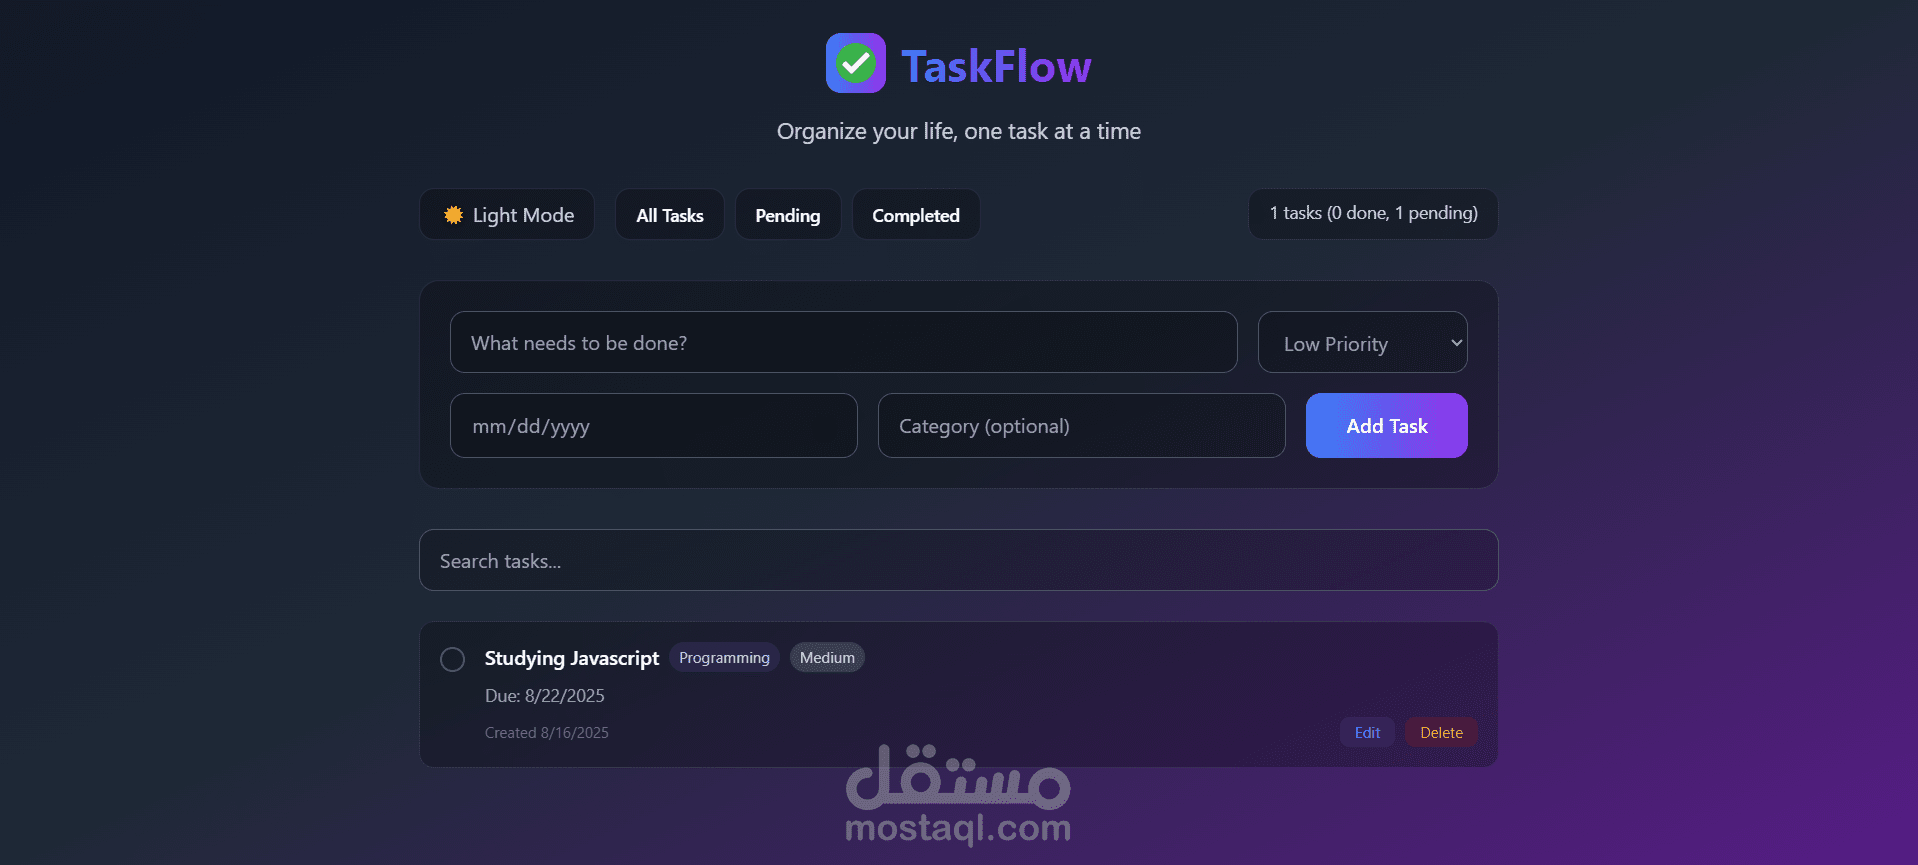 TaskFlow
Organize your life, one task at a time
Light Mode
All Tasks
Pending
Completed
1 tasks (0 done, 1 pending)
What needs to be done?
Low Priority
mm/dd/yyyy
Category (optional)
Add Task
Search tasks...
Studying Javascript Programming Medium
Due: 8/22/2025
Created 8/16/2025
Edit
Delete
مستقل
mostaql.com